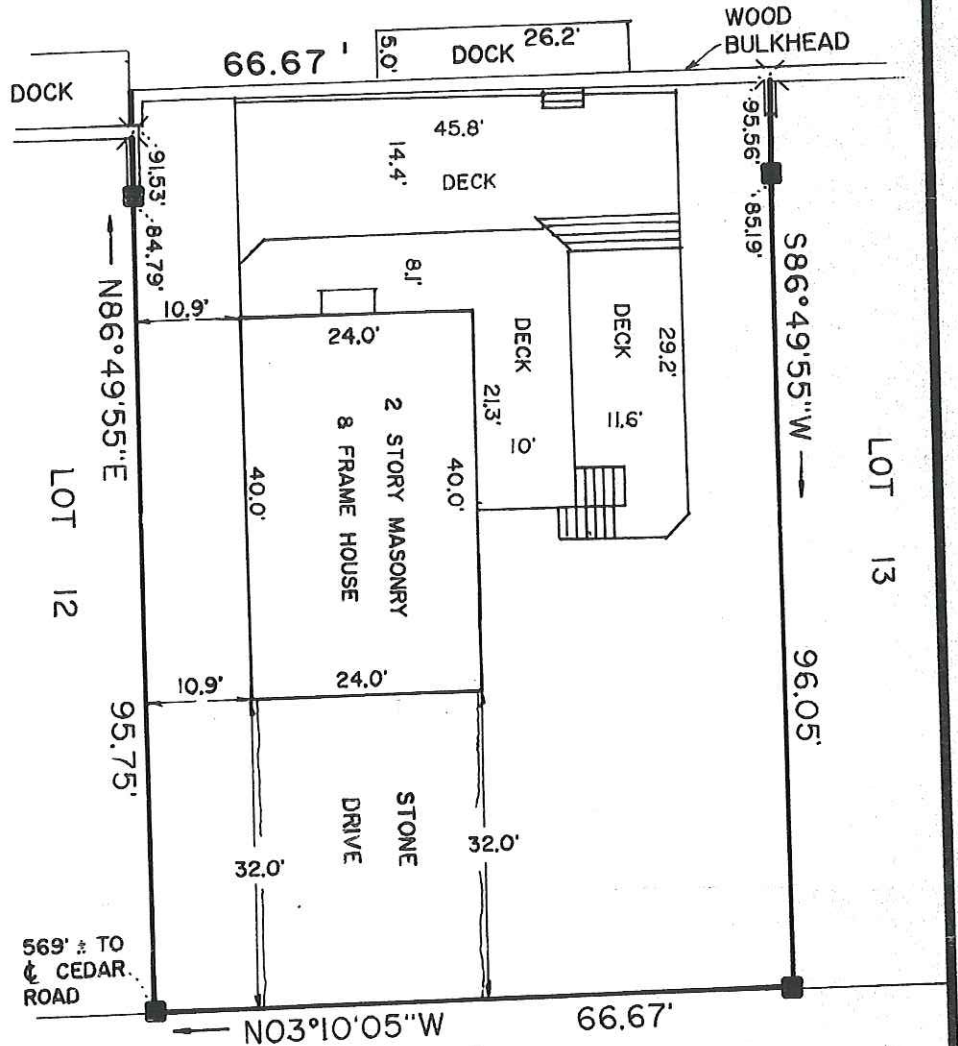 WOOD
BULKHEAD
26.2'
DOCK
5.0'
66.67 '
DOCK
45.8'
14.4'
DECK
95.56'
85.19'
91.53'
84.79'
8.1'
10.9'
24.0'
N86°49'55"E
S86°49'55"W
DECK
DECK
29.2'
21.3'
10'
11.6'
2 STORY MASONRY
& FRAME HOUSE
40.0'
40.0'
LOT 12
LOT 13
10.9'
24.0'
95.75'
96.05'
STONE
DRIVE
32.0'
32.0'
569' ± TO
℄ CEDAR
ROAD
N03°10'05"W
66.67'